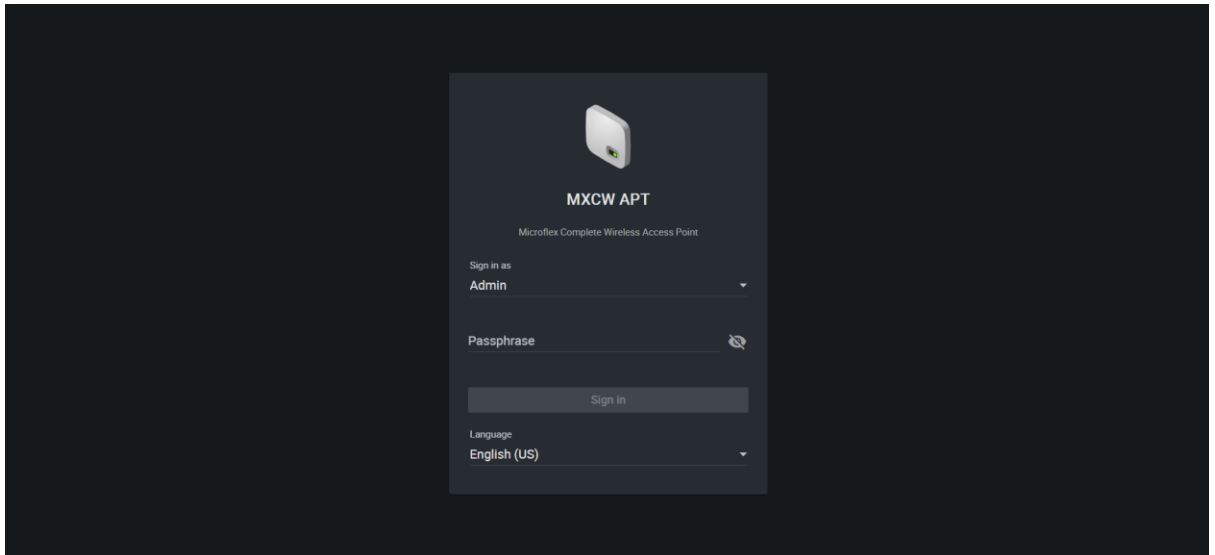 MXCW APT
Microflex Complete Wireless Access Point
Sign in as
Admin
Passphrase
Sign in
Language
English (US)